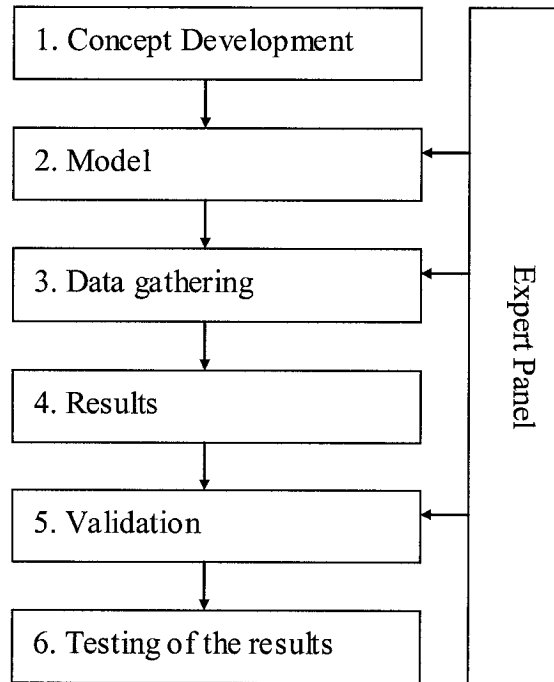 1. Concept Development
2. Model
3. Data gathering
4. Results
5. Validation
6. Testing of the results
Expert Panel